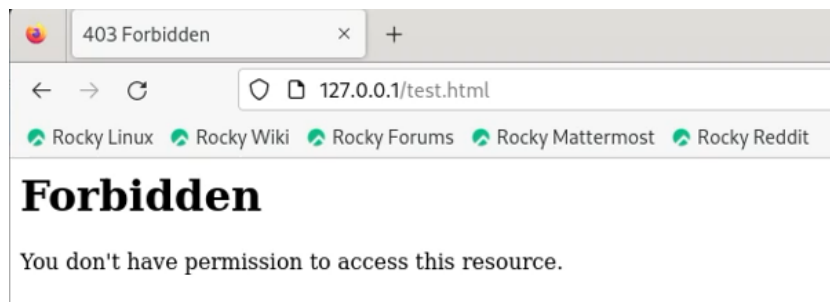 403 Forbidden
127.0.0.1/test.html
Rocky Linux Rocky Wiki Rocky Forums Rocky Mattermost Rocky Reddit
Forbidden
You don't have permission to access this resource.